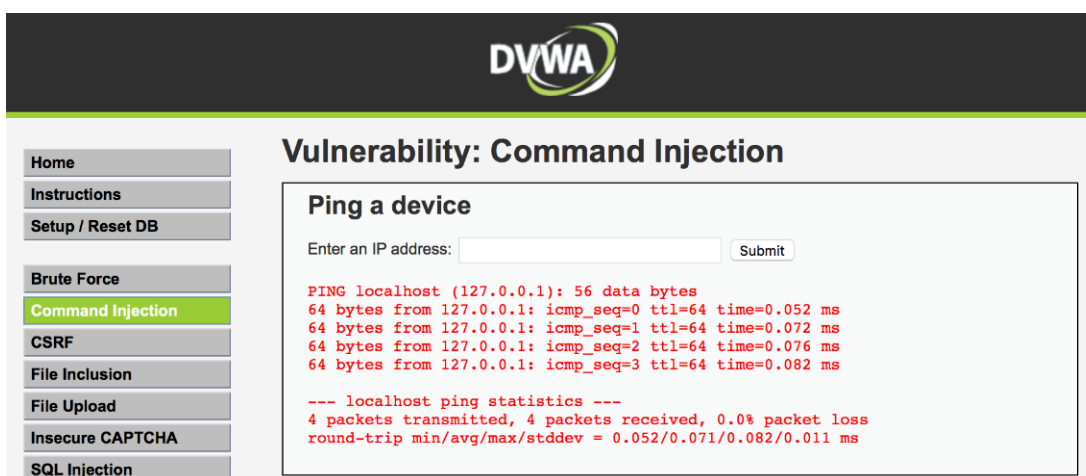 DVWA
Vulnerability: Command Injection
Home
Instructions
Setup / Reset DB
Brute Force
Command Injection
CSRF
File Inclusion
File Upload
Insecure CAPTCHA
SQL Injection
Ping a device
Enter an IP address: Submit
PING localhost (127.0.0.1): 56 data bytes
64 bytes from 127.0.0.1: icmp_seq=0 ttl=64 time=0.052 ms
64 bytes from 127.0.0.1: icmp_seq=1 ttl=64 time=0.072 ms
64 bytes from 127.0.0.1: icmp_seq=2 ttl=64 time=0.076 ms
64 bytes from 127.0.0.1: icmp_seq=3 ttl=64 time=0.082 ms
--- localhost ping statistics ---
4 packets transmitted, 4 packets received, 0.0% packet loss
round-trip min/avg/max/stddev = 0.052/0.071/0.082/0.011 ms